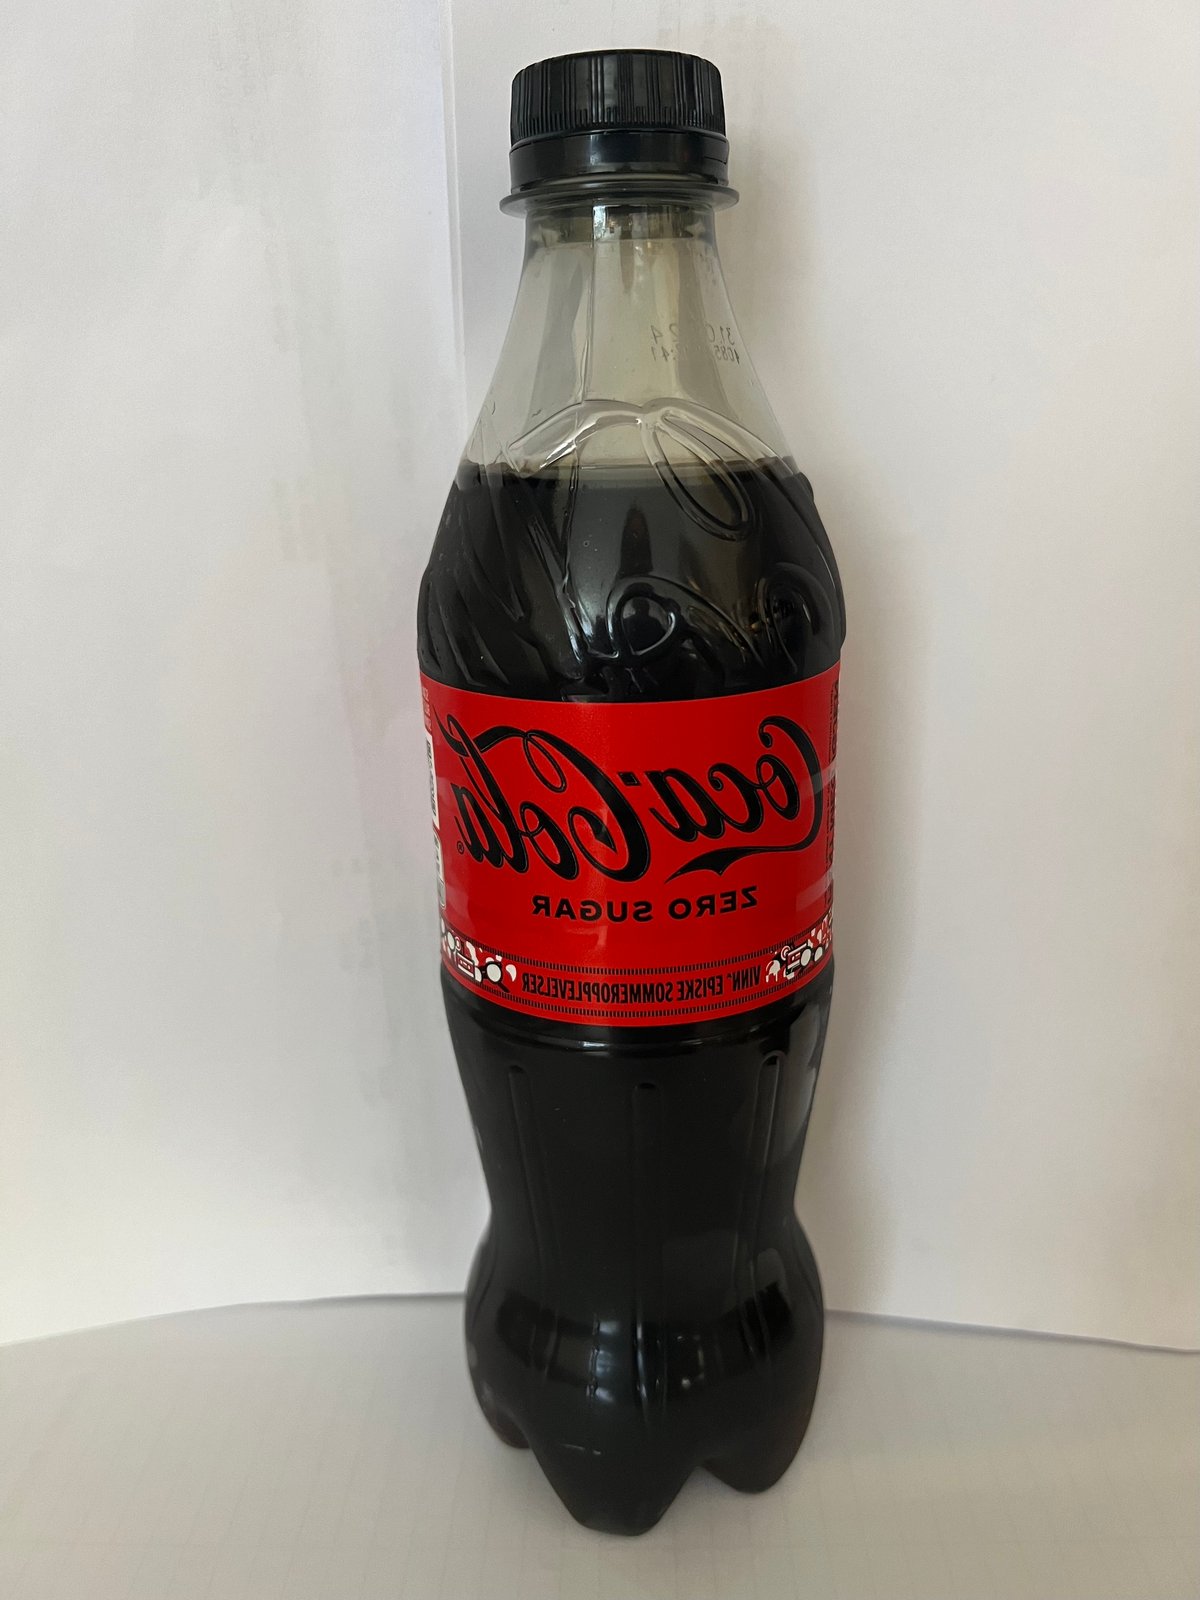 Coca-Cola®
ZERO SUGAR
VINN* EPISKE SOMMEROPPLEVELSER